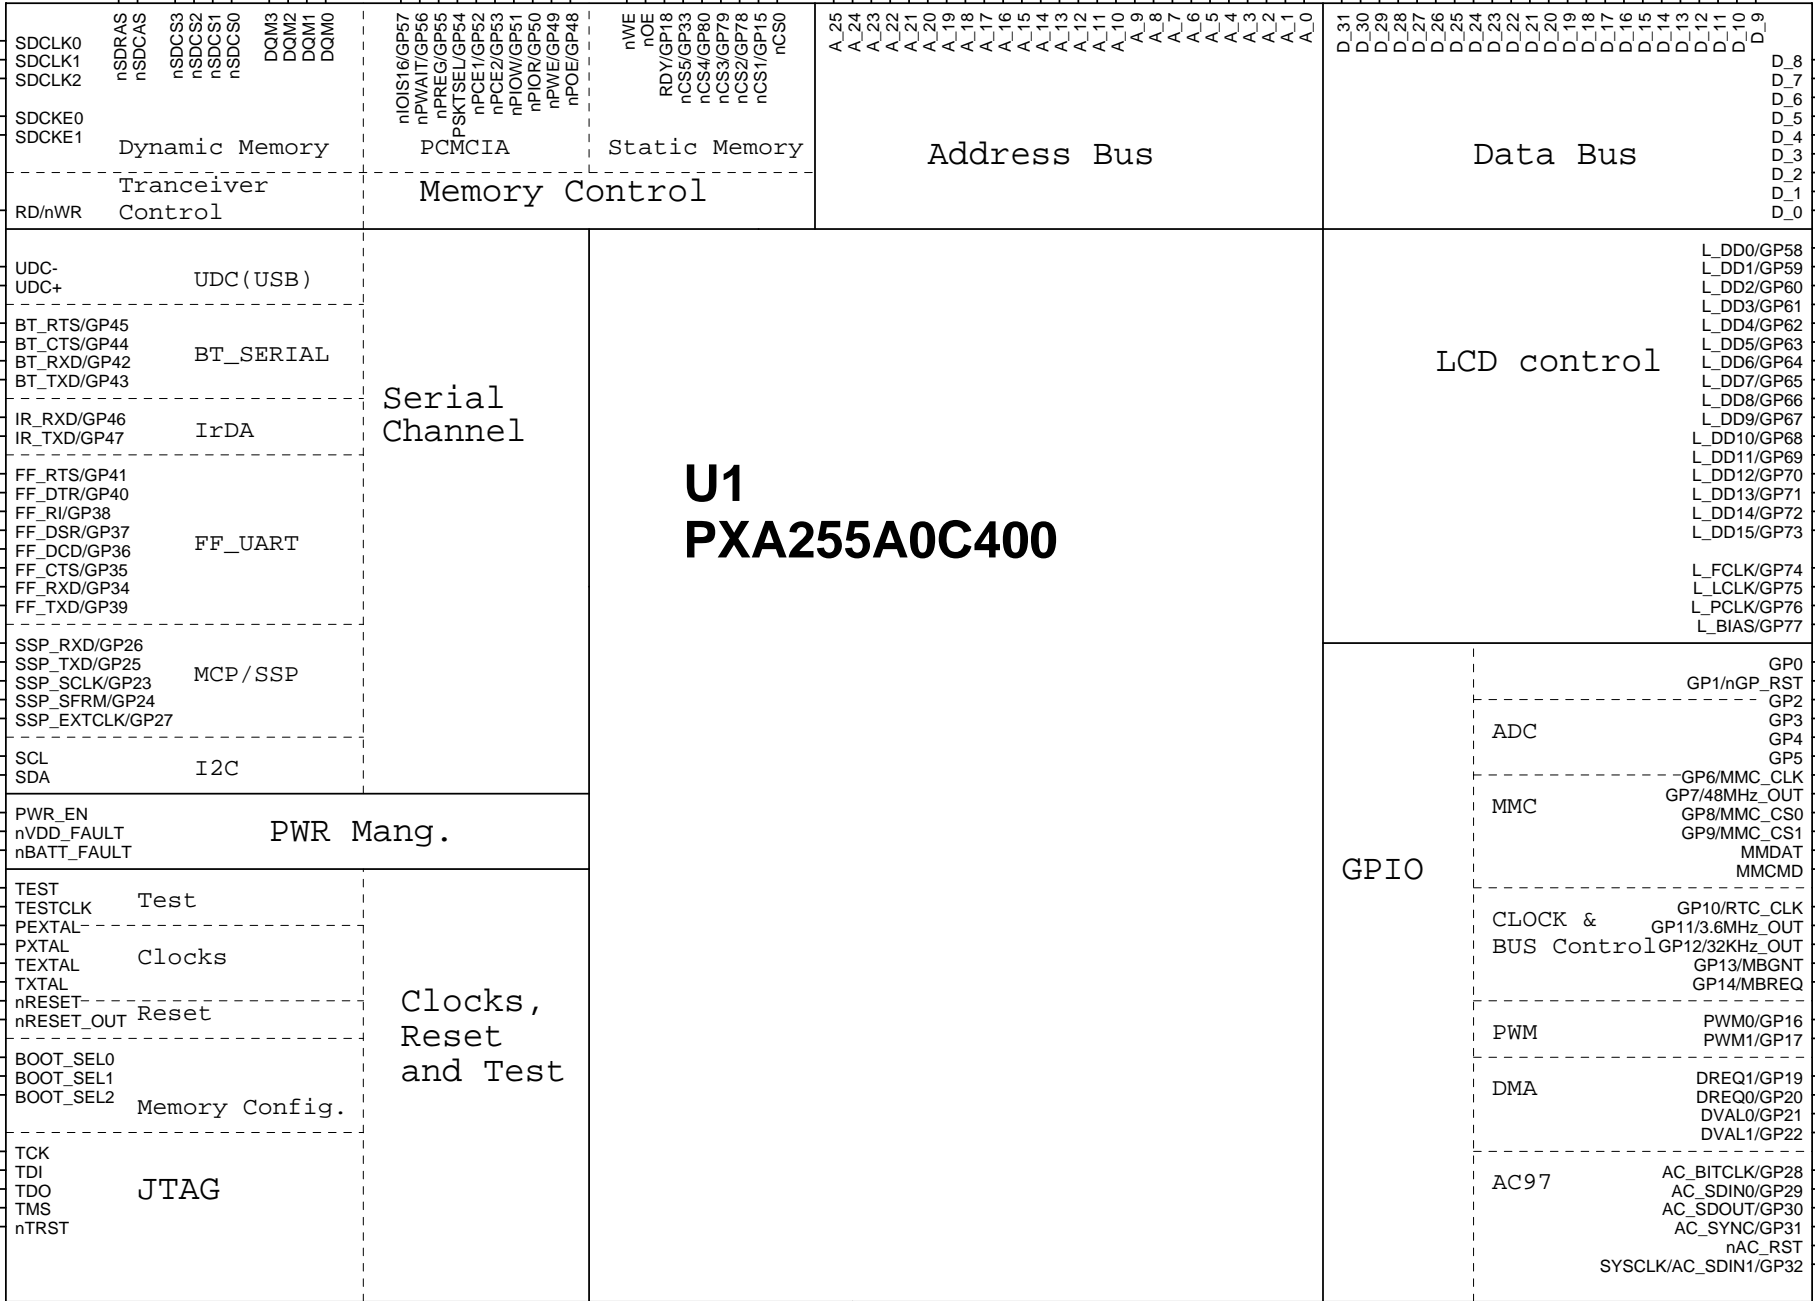 SDCLK0
SDCLK1
SDCLK2
SDCKE0
SDCKE1
nSDRAS
nSDCAS
nSDCS3
nSDCS2
nSDCS1
nSDCS0
DQM3
DQM2
DQM1
DQM0
Dynamic Memory
nIOIS16/GP57
nPWAIT/GP56
nPREG/GP55
PSKTSEL/GP54
nPCE1/GP52
nPCE2/GP53
nPIOW/GP51
nPIOR/GP50
nPWE/GP49
nPOE/GP48
PCMCIA
nWE
nOE
RDY/GP18
nCS5/GP33
nCS4/GP80
nCS3/GP79
nCS2/GP78
nCS1/GP15
nCS0
Static Memory
RD/nWR
Tranceiver
Control
Memory Control
A_25
A_24
A_23
A_22
A_21
A_20
A_19
A_18
A_17
A_16
A_15
A_14
A_13
A_12
A_11
A_10
A_9
A_8
A_7
A_6
A_5
A_4
A_3
A_2
A_1
A_0
Address Bus
D_31
D_30
D_29
D_28
D_27
D_26
D_25
D_24
D_23
D_22
D_21
D_20
D_19
D_18
D_17
D_16
D_15
D_14
D_13
D_12
D_11
D_10
D_9
D_8
D_7
D_6
D_5
D_4
D_3
D_2
D_1
D_0
Data Bus
UDC-
UDC+
UDC(USB)
BT_RTS/GP45
BT_CTS/GP44
BT_RXD/GP42
BT_TXD/GP43
BT_SERIAL
IR_RXD/GP46
IR_TXD/GP47
IrDA
FF_RTS/GP41
FF_DTR/GP40
FF_RI/GP38
FF_DSR/GP37
FF_DCD/GP36
FF_CTS/GP35
FF_RXD/GP34
FF_TXD/GP39
FF_UART
SSP_RXD/GP26
SSP_TXD/GP25
SSP_SCLK/GP23
SSP_SFRM/GP24
SSP_EXTCLK/GP27
MCP/SSP
SCL
SDA
I2C
Serial
Channel
PWR_EN
nVDD_FAULT
nBATT_FAULT
PWR Mang.
TEST
TESTCLK
Test
PEXTAL
PXTAL
TEXTAL
TXTAL
Clocks
nRESET
nRESET_OUT
Reset
BOOT_SEL0
BOOT_SEL1
BOOT_SEL2
Memory Config.
TCK
TDI
TDO
TMS
nTRST
JTAG
Clocks,
Reset
and Test
U1
PXA255A0C400
L_DD0/GP58
L_DD1/GP59
L_DD2/GP60
L_DD3/GP61
L_DD4/GP62
L_DD5/GP63
L_DD6/GP64
L_DD7/GP65
L_DD8/GP66
L_DD9/GP67
L_DD10/GP68
L_DD11/GP69
L_DD12/GP70
L_DD13/GP71
L_DD14/GP72
L_DD15/GP73
L_FCLK/GP74
L_LCLK/GP75
L_PCLK/GP76
L_BIAS/GP77
LCD control
GPIO
GP0
GP1/nGP_RST
GP2
GP3
GP4
GP5
ADC
GP6/MMC_CLK
GP7/48MHz_OUT
GP8/MMC_CS0
GP9/MMC_CS1
MMDAT
MMCMD
MMC
CLOCK &
BUS Control
GP10/RTC_CLK
GP11/3.6MHz_OUT
GP12/32KHz_OUT
GP13/MBGNT
GP14/MBREQ
PWM
PWM0/GP16
PWM1/GP17
DMA
DREQ1/GP19
DREQ0/GP20
DVAL0/GP21
DVAL1/GP22
AC97
AC_BITCLK/GP28
AC_SDIN0/GP29
AC_SDOUT/GP30
AC_SYNC/GP31
nAC_RST
SYSCLK/AC_SDIN1/GP32